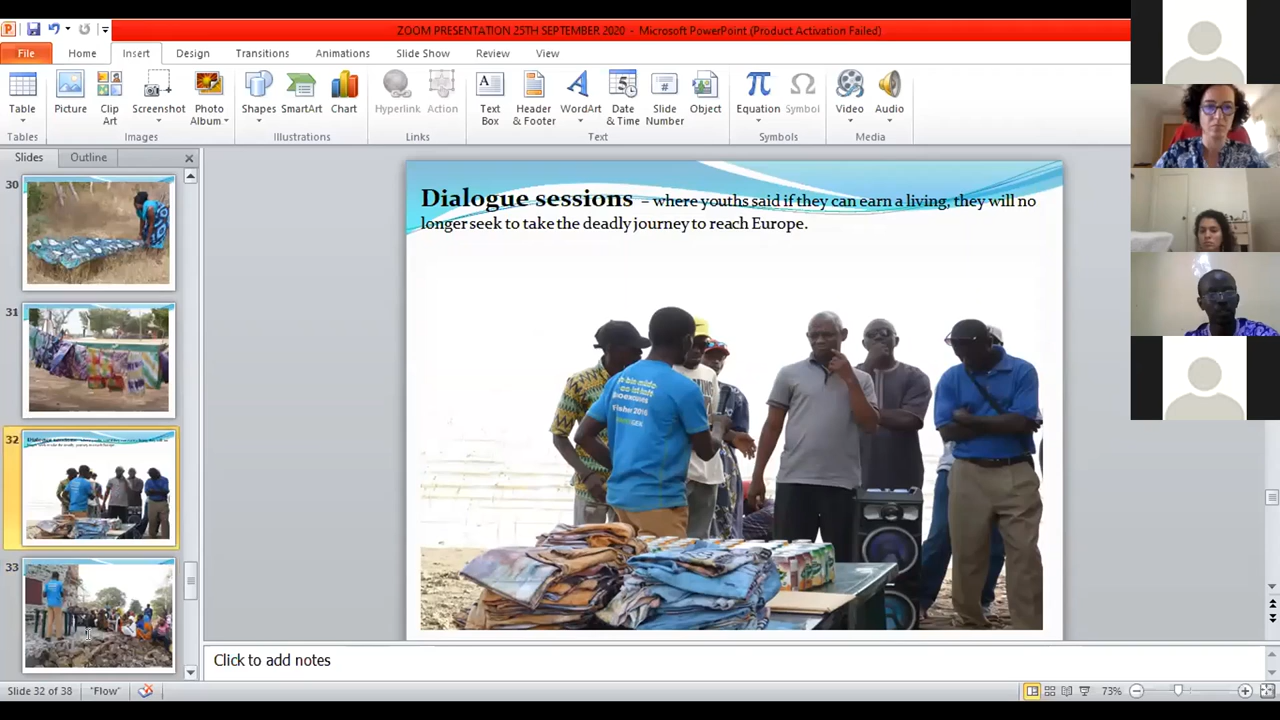 ZOOM PRESENTATION 25TH SEPTEMBER 2020 - Microsoft PowerPoint (Product Activation Failed)
File Home Insert Design Transitions Animations Slide Show Review View
Table Picture Clip Art Screenshot Photo Album Shapes SmartArt Chart Hyperlink Action Text Box Header & Footer WordArt Date & Time Slide Number Object Equation Symbol Video Audio
Tables Images Illustrations Links Text Symbols Media
Slides Outline
30
31
32
33
Dialogue sessions – where youths said if they can earn a living, they will no
longer seek to take the deadly journey to reach Europe.
Click to add notes
Slide 32 of 38 "Flow" 73%